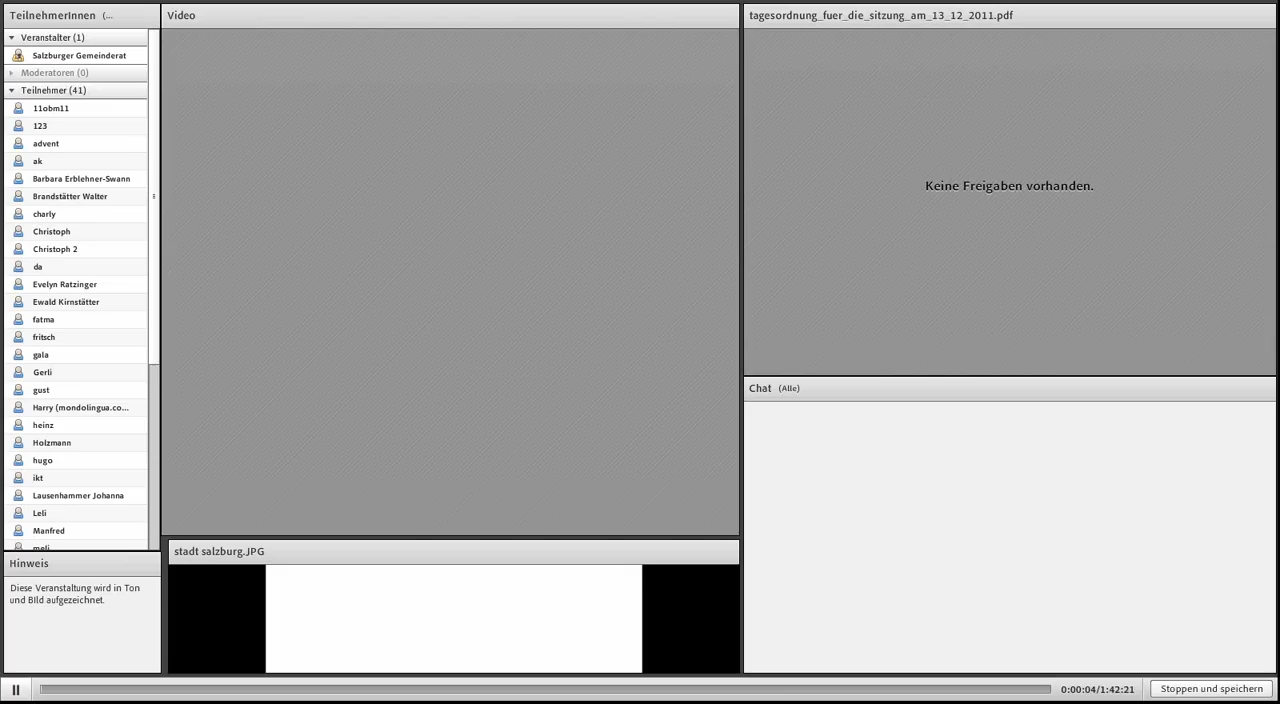 TeilnehmerInnen (...
Veranstalter (1)
Salzburger Gemeinderat
Moderatoren (0)
Teilnehmer (41)
11obm11
123
advent
ak
Barbara Erblehner-Swann
Brandstätter Walter
charly
Christoph
Christoph 2
da
Evelyn Ratzinger
Ewald Kirnstätter
fatma
fritsch
gala
Gerli
gust
Harry (mondolingua.co...
heinz
Holzmann
hugo
ikt
Lausenhammer Johanna
Leli
Manfred
meli
Hinweis
Diese Veranstaltung wird in Ton
und BIld aufgezeichnet.
Video
stadt salzburg.JPG
tagesordnung_fuer_die_sitzung_am_13_12_2011.pdf
Keine Freigaben vorhanden.
Chat (Alle)
0:00:04/1:42:21
Stoppen und speichern